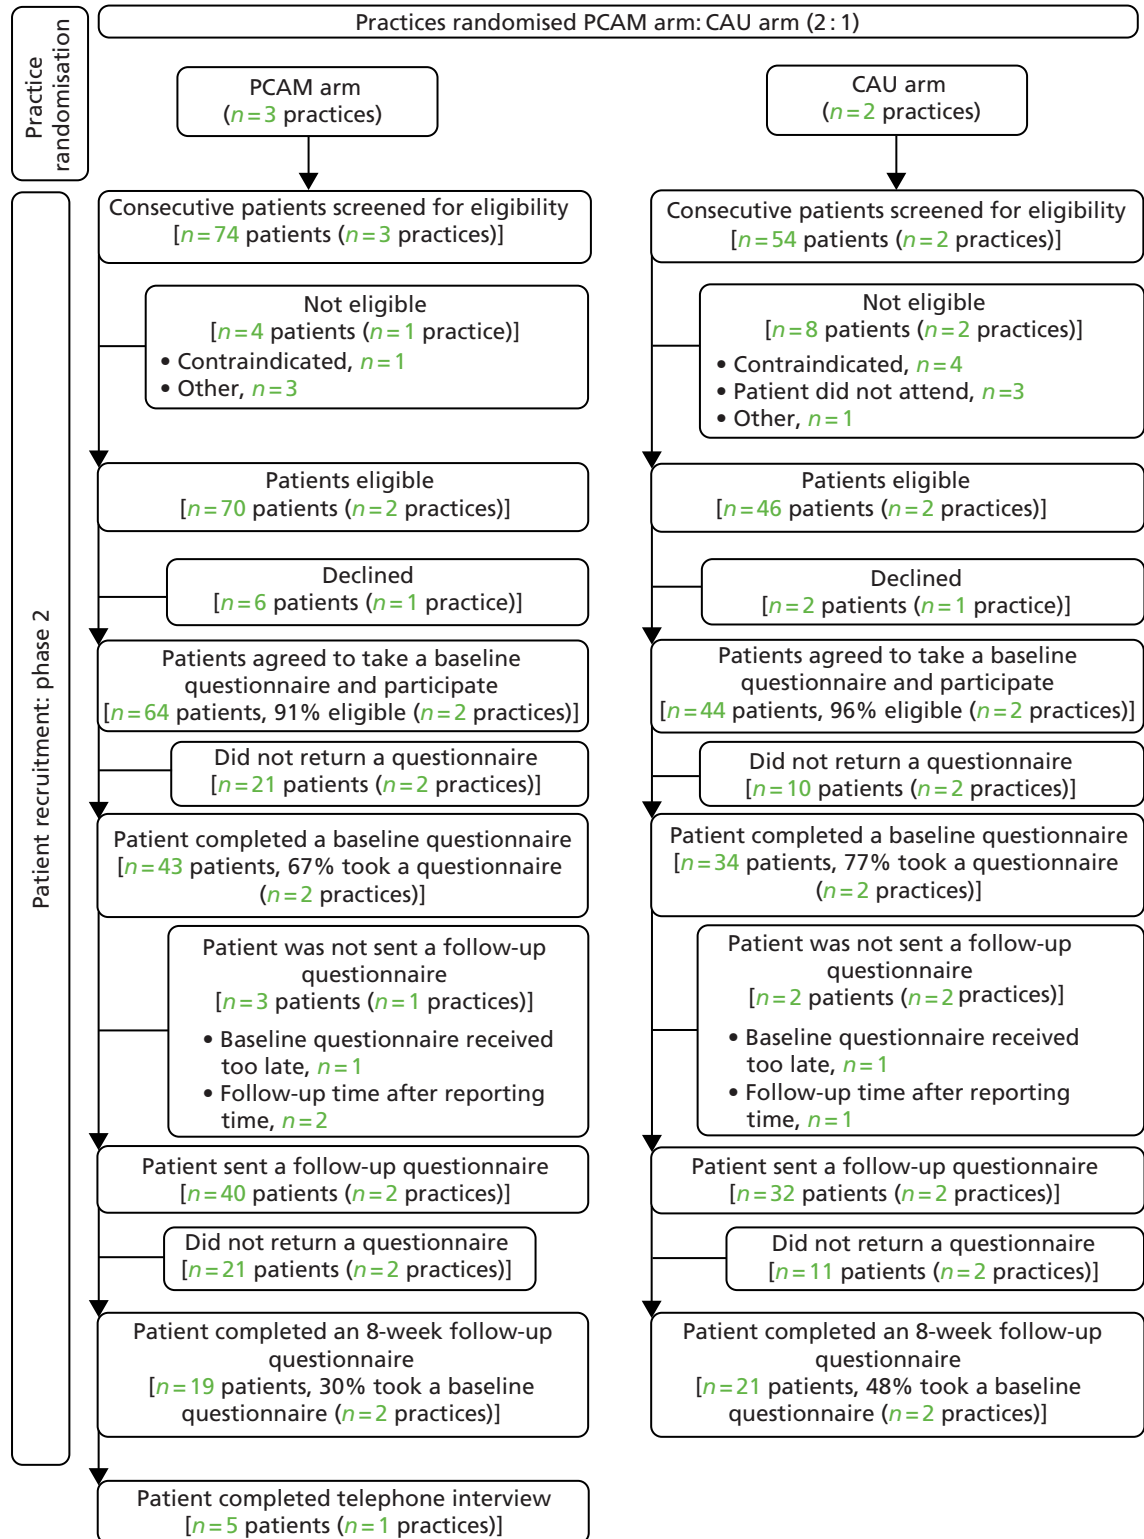 Practices randomised PCAM arm: CAU arm (2 : 1)
Practice
randomisation
PCAM arm
(n = 3 practices)
CAU arm
(n = 2 practices)
Patient recruitment: phase 2
Consecutive patients screened for eligibility
[n = 74 patients (n = 3 practices)]
Not eligible
[n = 4 patients (n = 1 practice)]
• Contraindicated, n = 1
• Other, n = 3
Patients eligible
[n = 70 patients (n = 2 practices)]
Declined
[n = 6 patients (n = 1 practice)]
Patients agreed to take a baseline
questionnaire and participate
[n = 64 patients, 91% eligible (n = 2 practices)]
Did not return a questionnaire
[n = 21 patients (n = 2 practices)]
Patient completed a baseline questionnaire
[n = 43 patients, 67% took a questionnaire
(n = 2 practices)]
Patient was not sent a follow-up
questionnaire
[n = 3 patients (n = 1 practices)]
• Baseline questionnaire received
too late, n = 1
• Follow-up time after reporting
time, n = 2
Patient sent a follow-up questionnaire
[n = 40 patients (n = 2 practices)]
Did not return a questionnaire
[n = 21 patients (n = 2 practices)]
Patient completed an 8-week follow-up
questionnaire
[n = 19 patients, 30% took a baseline
questionnaire (n = 2 practices)]
Patient completed telephone interview
[n = 5 patients (n = 1 practices)]
Consecutive patients screened for eligibility
[n = 54 patients (n = 2 practices)]
Not eligible
[n = 8 patients (n = 2 practices)]
• Contraindicated, n = 4
• Patient did not attend, n =3
• Other, n = 1
Patients eligible
[n = 46 patients (n = 2 practices)]
Declined
[n = 2 patients (n = 1 practice)]
Patients agreed to take a baseline
questionnaire and participate
[n = 44 patients, 96% eligible (n = 2 practices)]
Did not return a questionnaire
[n = 10 patients (n = 2 practices)]
Patient completed a baseline questionnaire
[n = 34 patients, 77% took a questionnaire
(n = 2 practices)]
Patient was not sent a follow-up
questionnaire
[n = 2 patients (n = 2 practices)]
• Baseline questionnaire received
too late, n = 1
• Follow-up time after reporting
time, n = 1
Patient sent a follow-up questionnaire
[n = 32 patients (n = 2 practices)]
Did not return a questionnaire
[n = 11 patients (n = 2 practices)]
Patient completed an 8-week follow-up
questionnaire
[n = 21 patients, 48% took a baseline
questionnaire (n = 2 practices)]